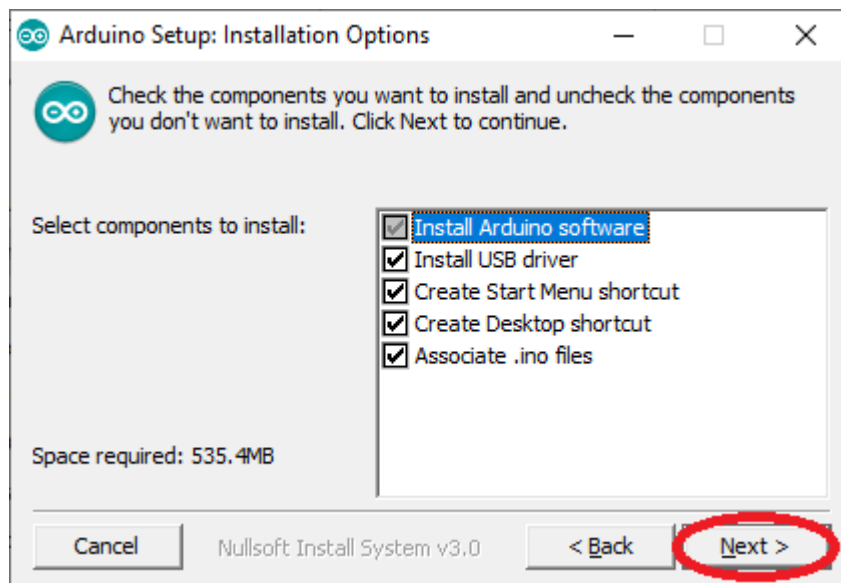 Arduino Setup: Installation Options
Check the components you want to install and uncheck the components
you don't want to install. Click Next to continue.
Select components to install:
Install Arduino software
Install USB driver
Create Start Menu shortcut
Create Desktop shortcut
Associate .ino files
Space required: 535.4MB
Cancel
Nullsoft Install System v3.0
< Back
Next >